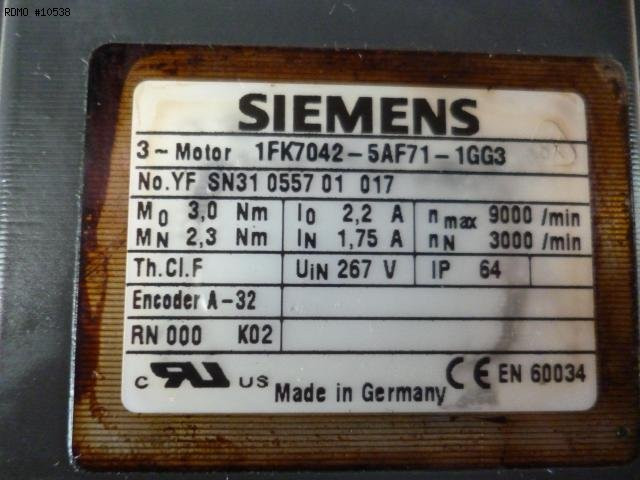 RDMO #10538
SIEMENS
3~Motor 1FK7042-5AF71-1GG3
No.YF SN31 0557 01 017
M0 3,0 Nm I0 2,2 A nmax 9000 /min
MN 2,3 Nm IN 1,75 A nN 3000 /min
Th.Cl.F UIN 267 V IP 64
Encoder A-32
RN 000 K02
c RU US Made in Germany CE EN 60034